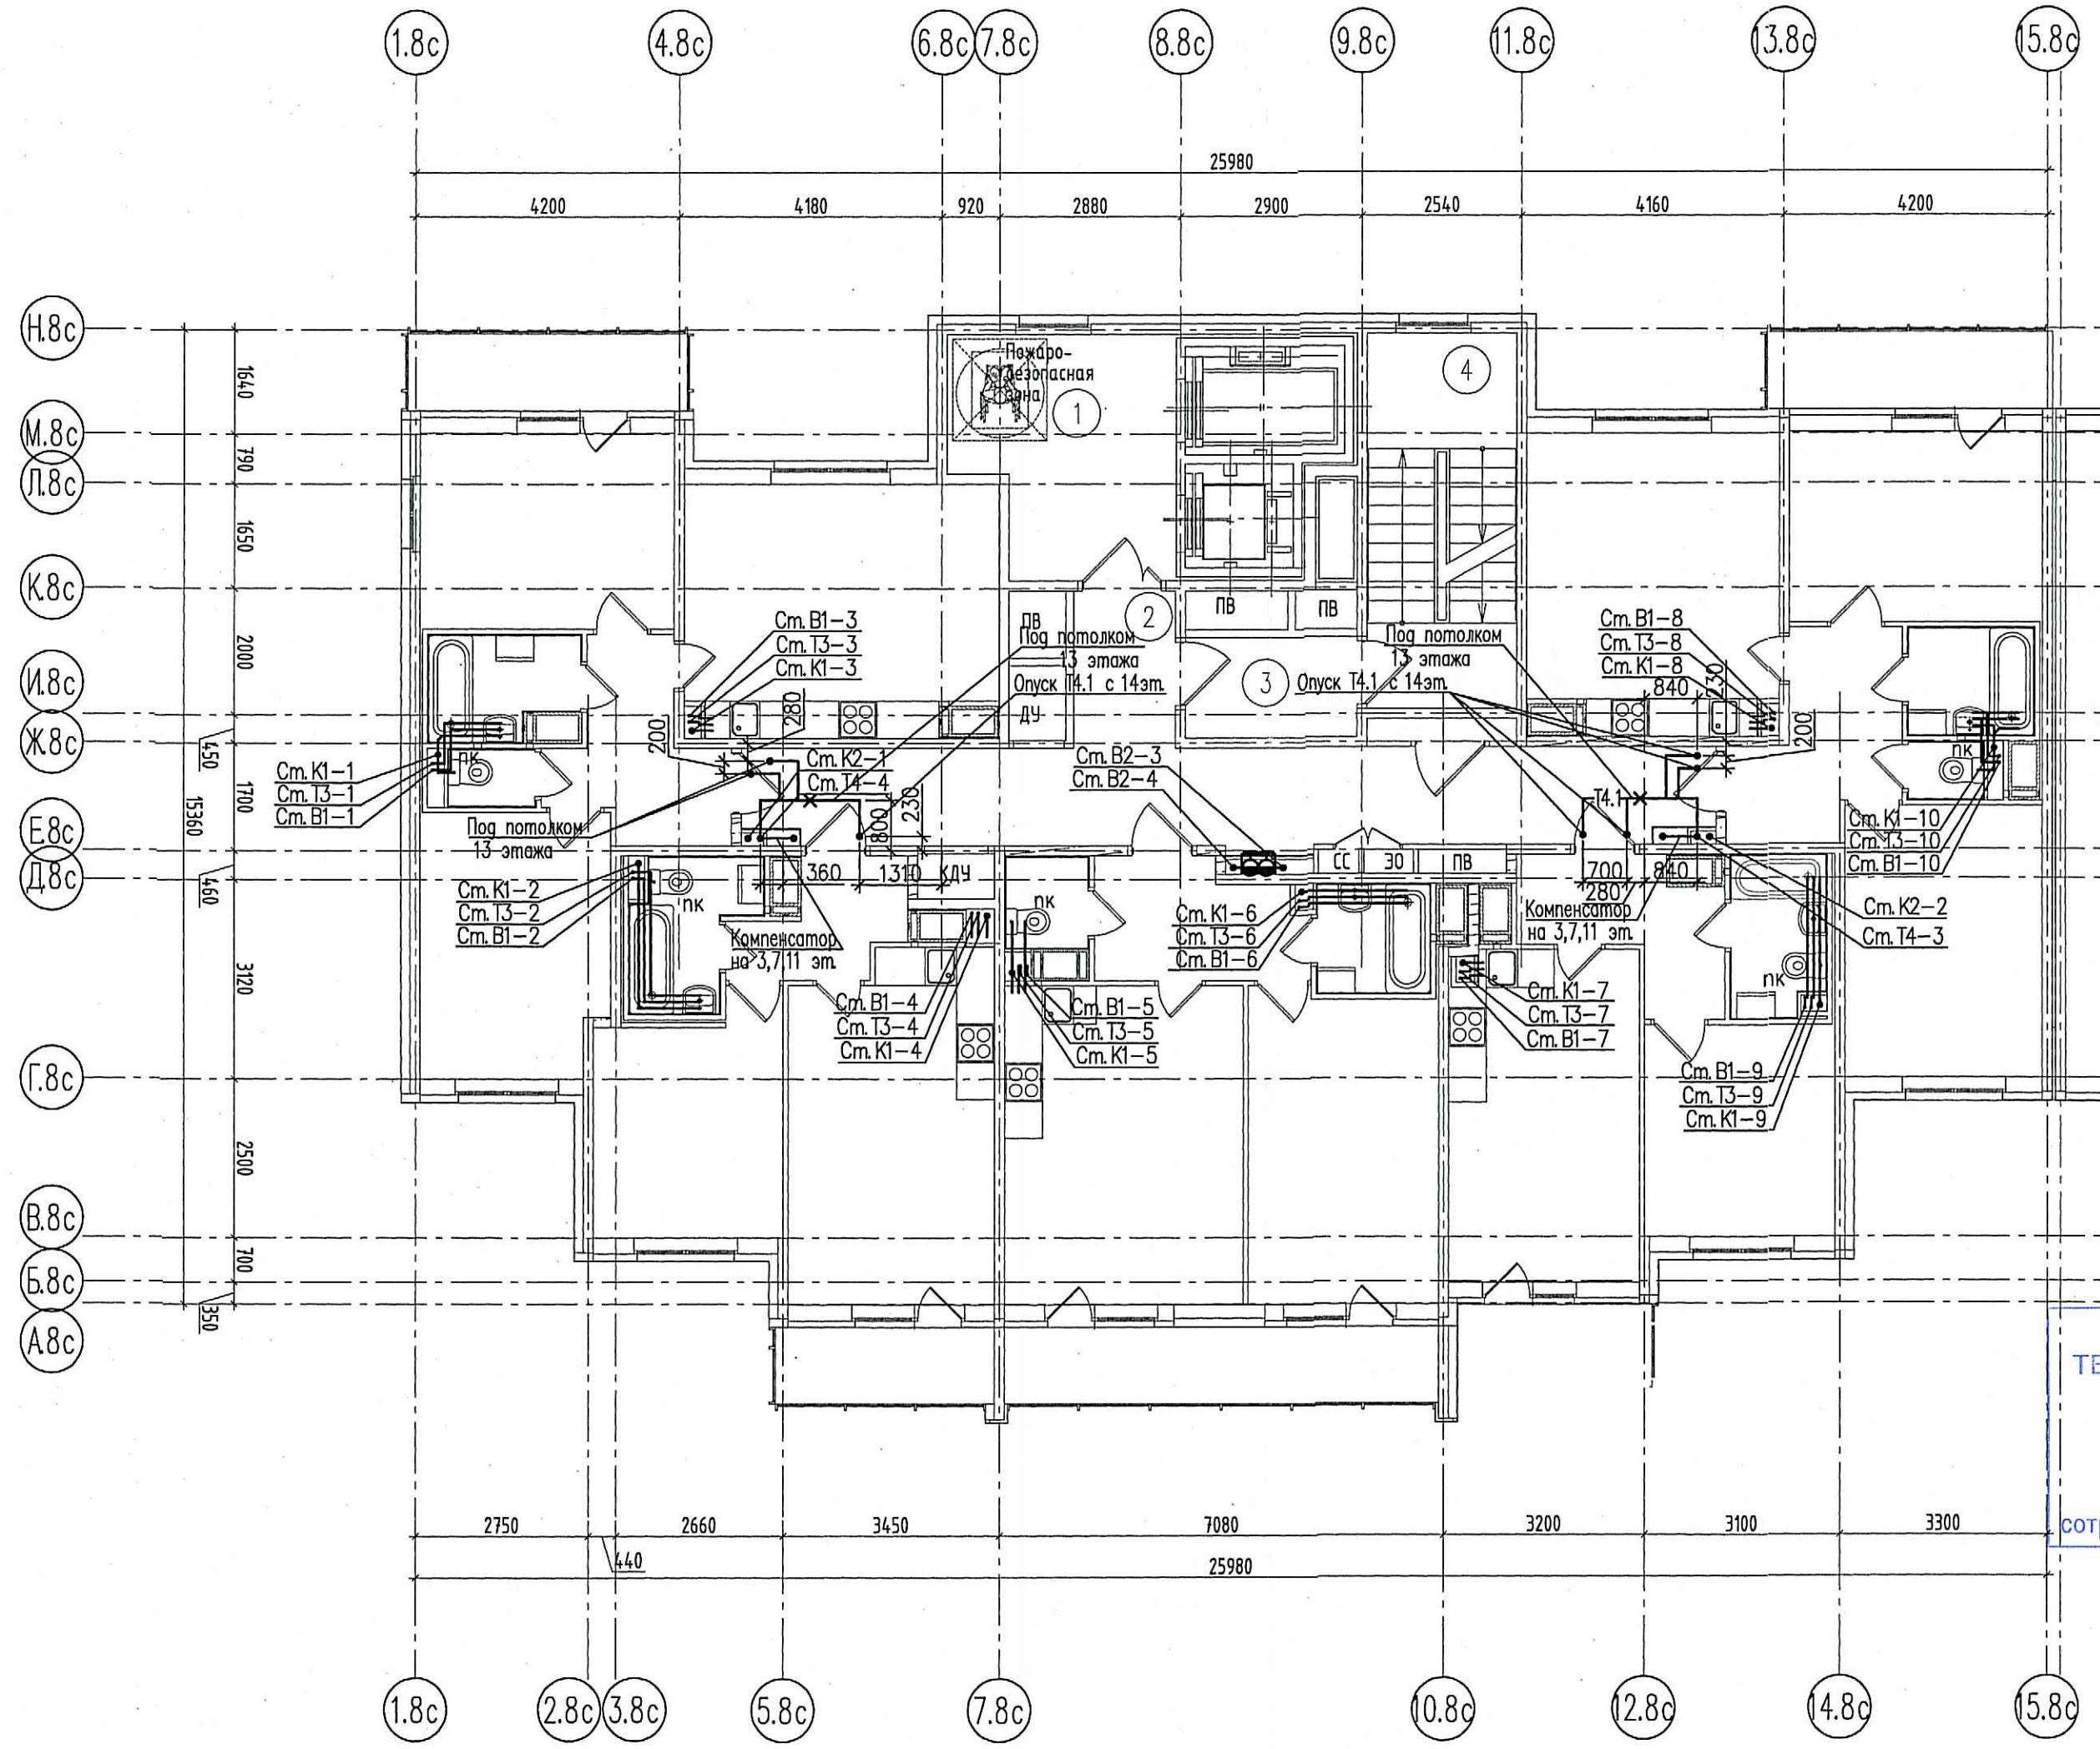 1.8с 4.8с 6.8с 7.8с 8.8с 9.8с 11.8с 13.8с 15.8с
25980
4200 4180 920 2880 2900 2540 4160 4200
Н.8с
М.8с
Л.8с
К.8с
И.8с
Ж.8с
Е.8с
Д.8с
Г.8с
В.8с
Б.8с
А.8с
1640
790
1650
2000
450
1700
15360
460
3120
2500
700
350
Пожаро-
безопасная
зона
1
4
2
3
ПВ
ПВ
ПВ
Под потолком
13 этажа
Опуск Т4.1 с 14эт.
ДУ
Ст. В1-3
Ст. Т3-3
Ст. К1-3
280
200
Ст. К2-1
Ст. Т4-4
800
230
Ст. К1-1
Ст. Т3-1
Ст. В1-1
пк
Под потолком
13 этажа
360
1310
КДУ
Ст. К1-2
Ст. Т3-2
Ст. В1-2
пк
Компенсатор
на 3,7,11 эт.
Ст. В1-4
Ст. Т3-4
Ст. К1-4
пк
Ст. В1-5
Ст. Т3-5
Ст. К1-5
Ст. В2-3
Ст. В2-4
СС ЭО ПВ
Ст. К1-6
Ст. Т3-6
Ст. В1-6
Под потолком
13 этажа
Опуск Т4.1 с 14эт.
Ст. В1-8
Ст. Т3-8
Ст. К1-8
840
230
200
Т4.1
700
840
280
Компенсатор
на 3,7,11 эт.
Ст. К1-7
Ст. Т3-7
Ст. В1-7
пк
Ст. К1-10
Ст. Т3-10
Ст. В1-10
Ст. К2-2
Ст. Т4-3
пк
Ст. В1-9
Ст. Т3-9
Ст. К1-9
ТЕ
сотр
2750 2660 3450 7080 3200 3100 3300
440
25980
1.8с 2.8с 3.8с 5.8с 7.8с 10.8с 12.8с 14.8с 15.8с